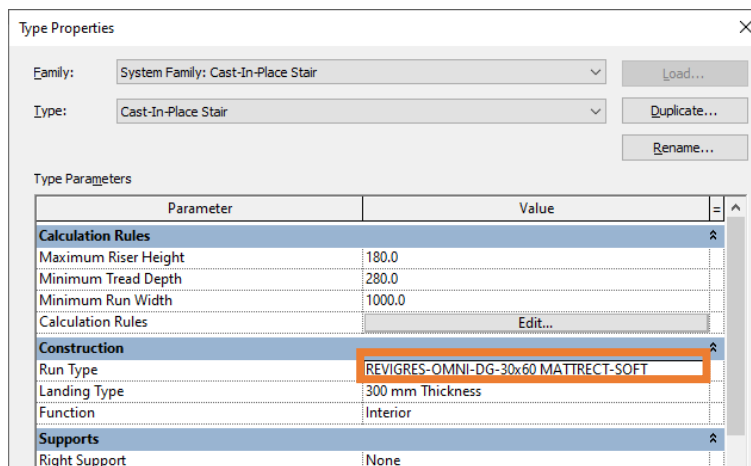 Type Properties
Family: System Family: Cast-In-Place Stair Load...
Type: Cast-In-Place Stair Duplicate...
Rename...
Type Parameters
Parameter Value =
Calculation Rules
Maximum Riser Height 180.0
Minimum Tread Depth 280.0
Minimum Run Width 1000.0
Calculation Rules Edit...
Construction
Run Type REVIGRES-OMNI-DG-30x60 MATTRECT-SOFT
Landing Type 300 mm Thickness
Function Interior
Supports
Right Support None